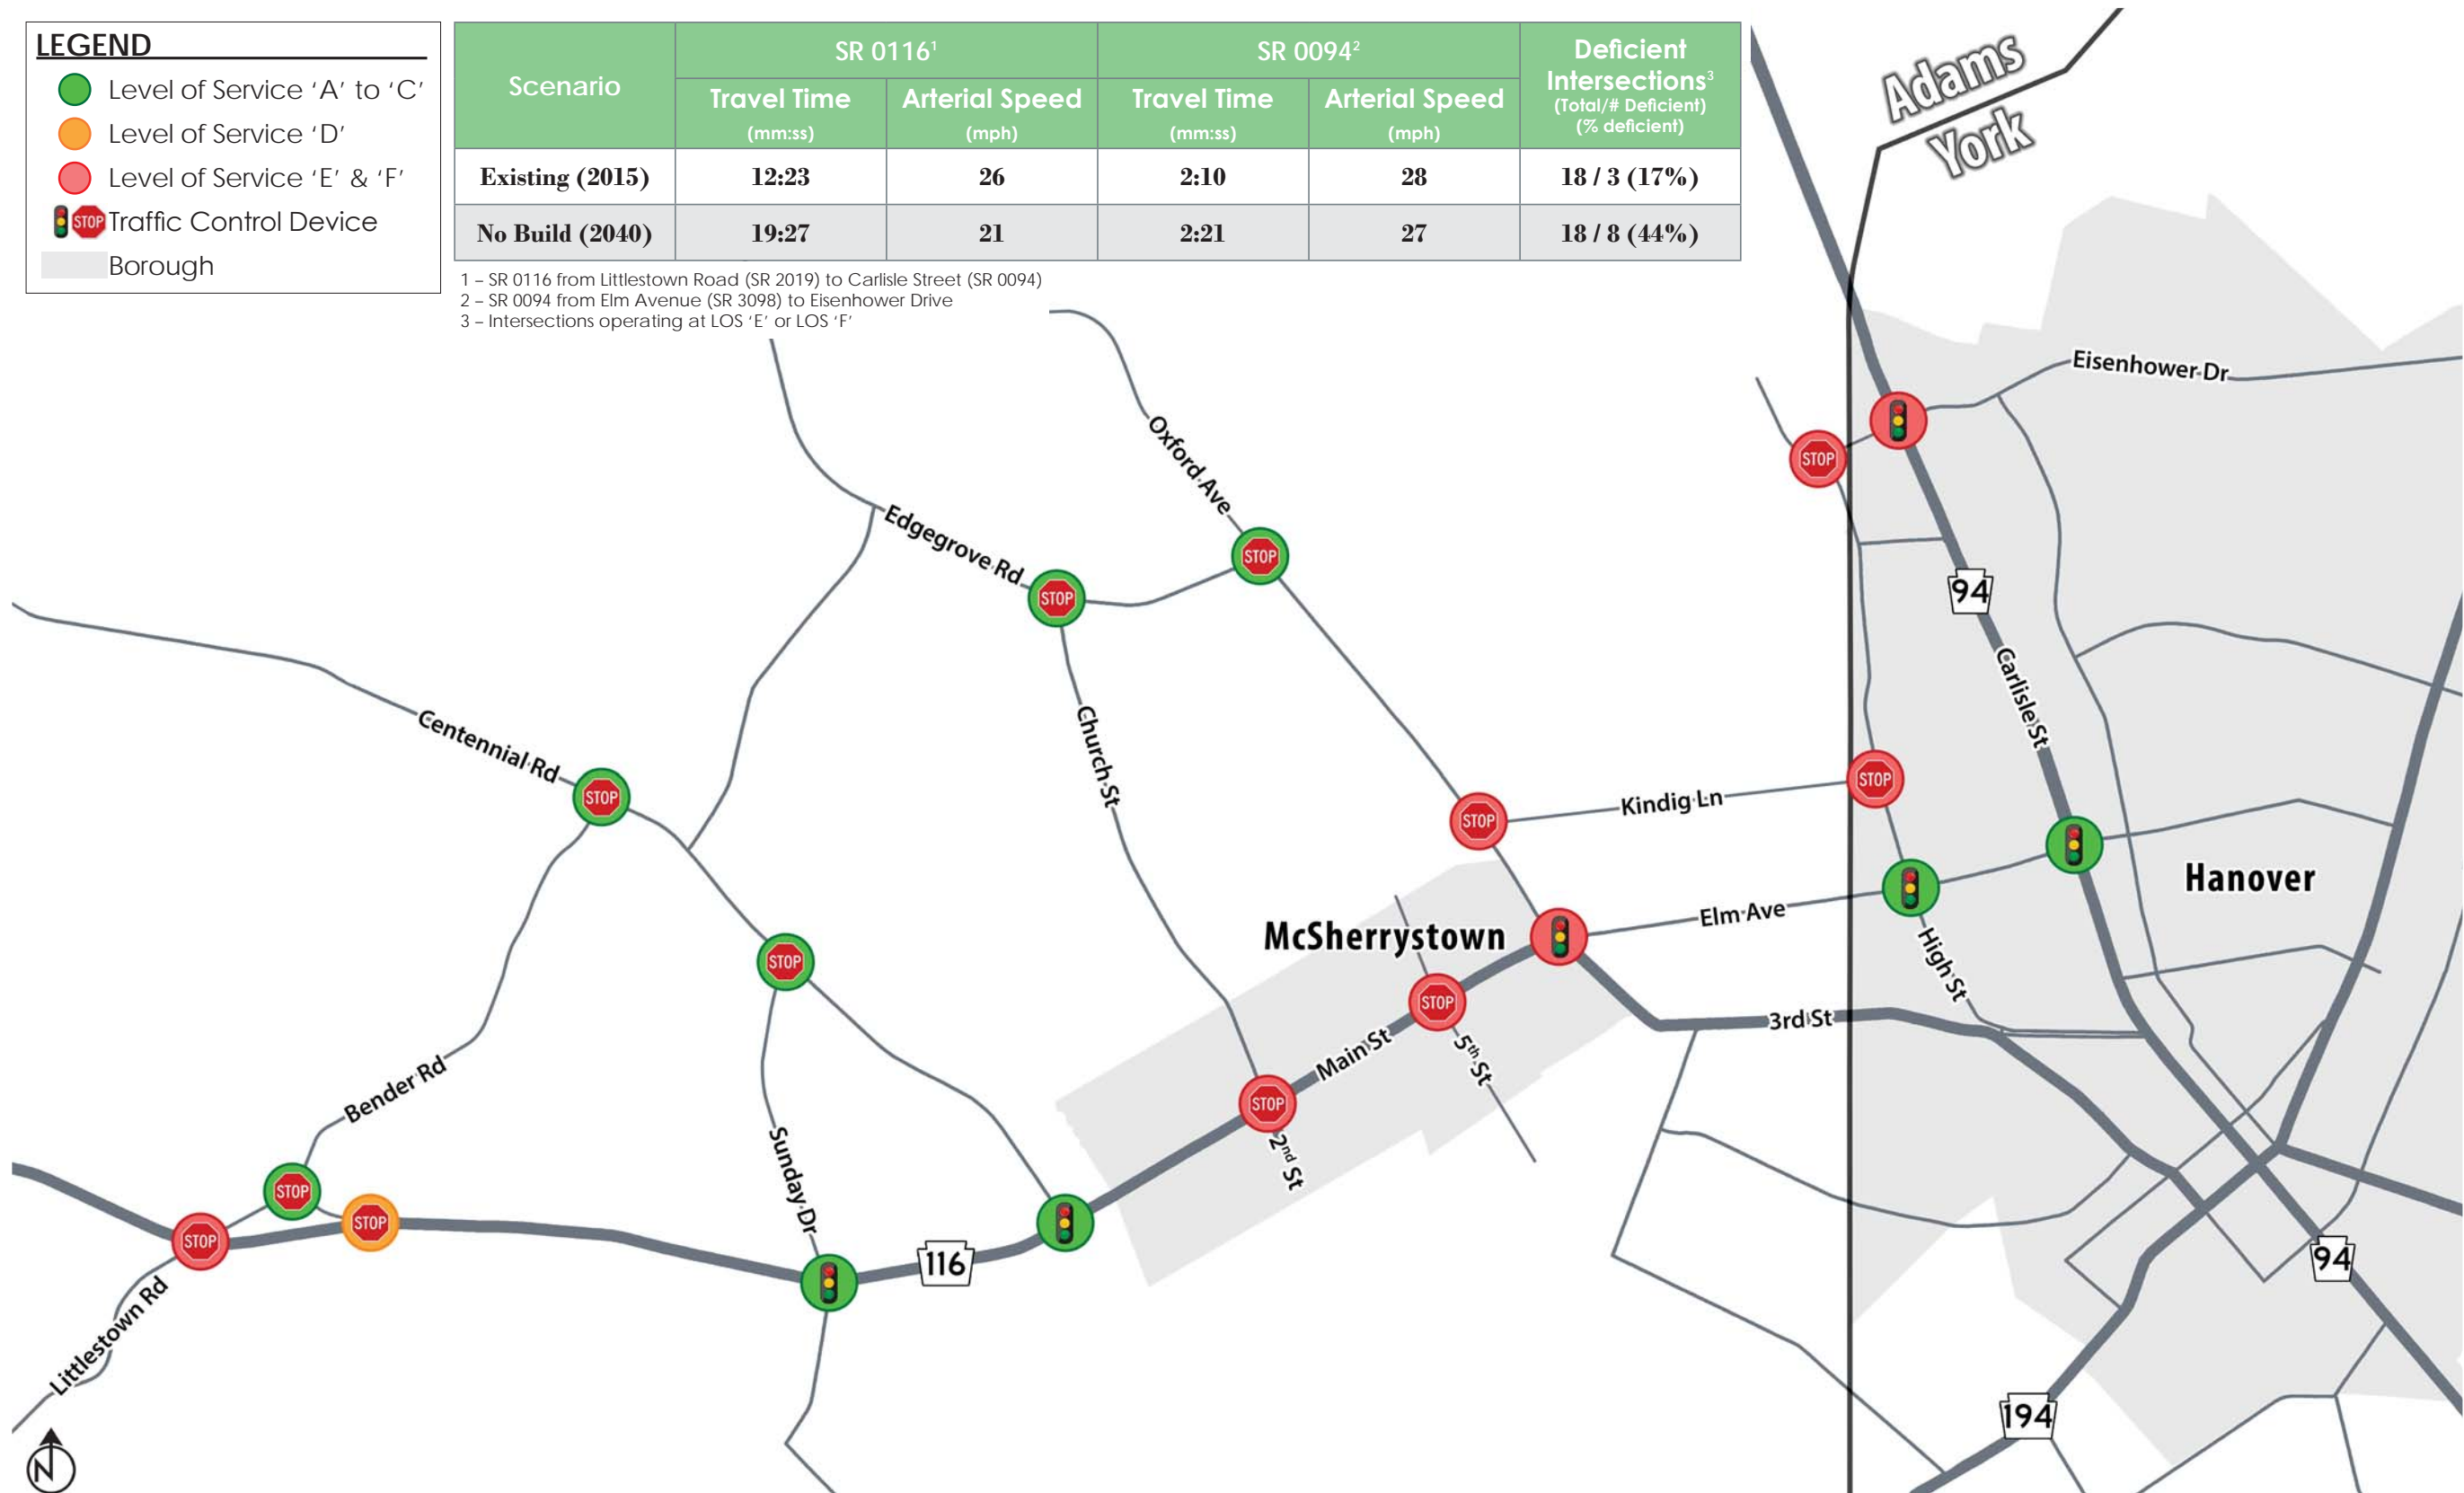 LEGEND
Level of Service ‘A’ to ‘C’
Level of Service ‘D’
Level of Service ‘E’ & ‘F’
STOP Traffic Control Device
Borough
Scenario
SR 0116¹
SR 0094²
Deficient
Intersections³
(Total/# Deficient)
(% deficient)
Travel Time
(mm:ss)
Arterial Speed
(mph)
Travel Time
(mm:ss)
Arterial Speed
(mph)
Existing (2015) 12:23 26 2:10 28 18 / 3 (17%)
No Build (2040) 19:27 21 2:21 27 18 / 8 (44%)
1 – SR 0116 from Littlestown Road (SR 2019) to Carlisle Street (SR 0094)
2 – SR 0094 from Elm Avenue (SR 3098) to Eisenhower Drive
3 – Intersections operating at LOS ‘E’ or LOS ‘F’
Adams
York
Eisenhower Dr
Oxford Ave
STOP
Edgegrove Rd
STOP
STOP
94
Carlisle St
Centennial Rd
Church St
STOP
STOP
STOP
Kindig Ln
Hanover
McSherrystown
Elm Ave
High St
STOP
STOP
3rd St
Main St
5th St
Bender Rd
STOP
2nd St
Sunday Dr
STOP
STOP
STOP
116
94
Littlestown Rd
194
N